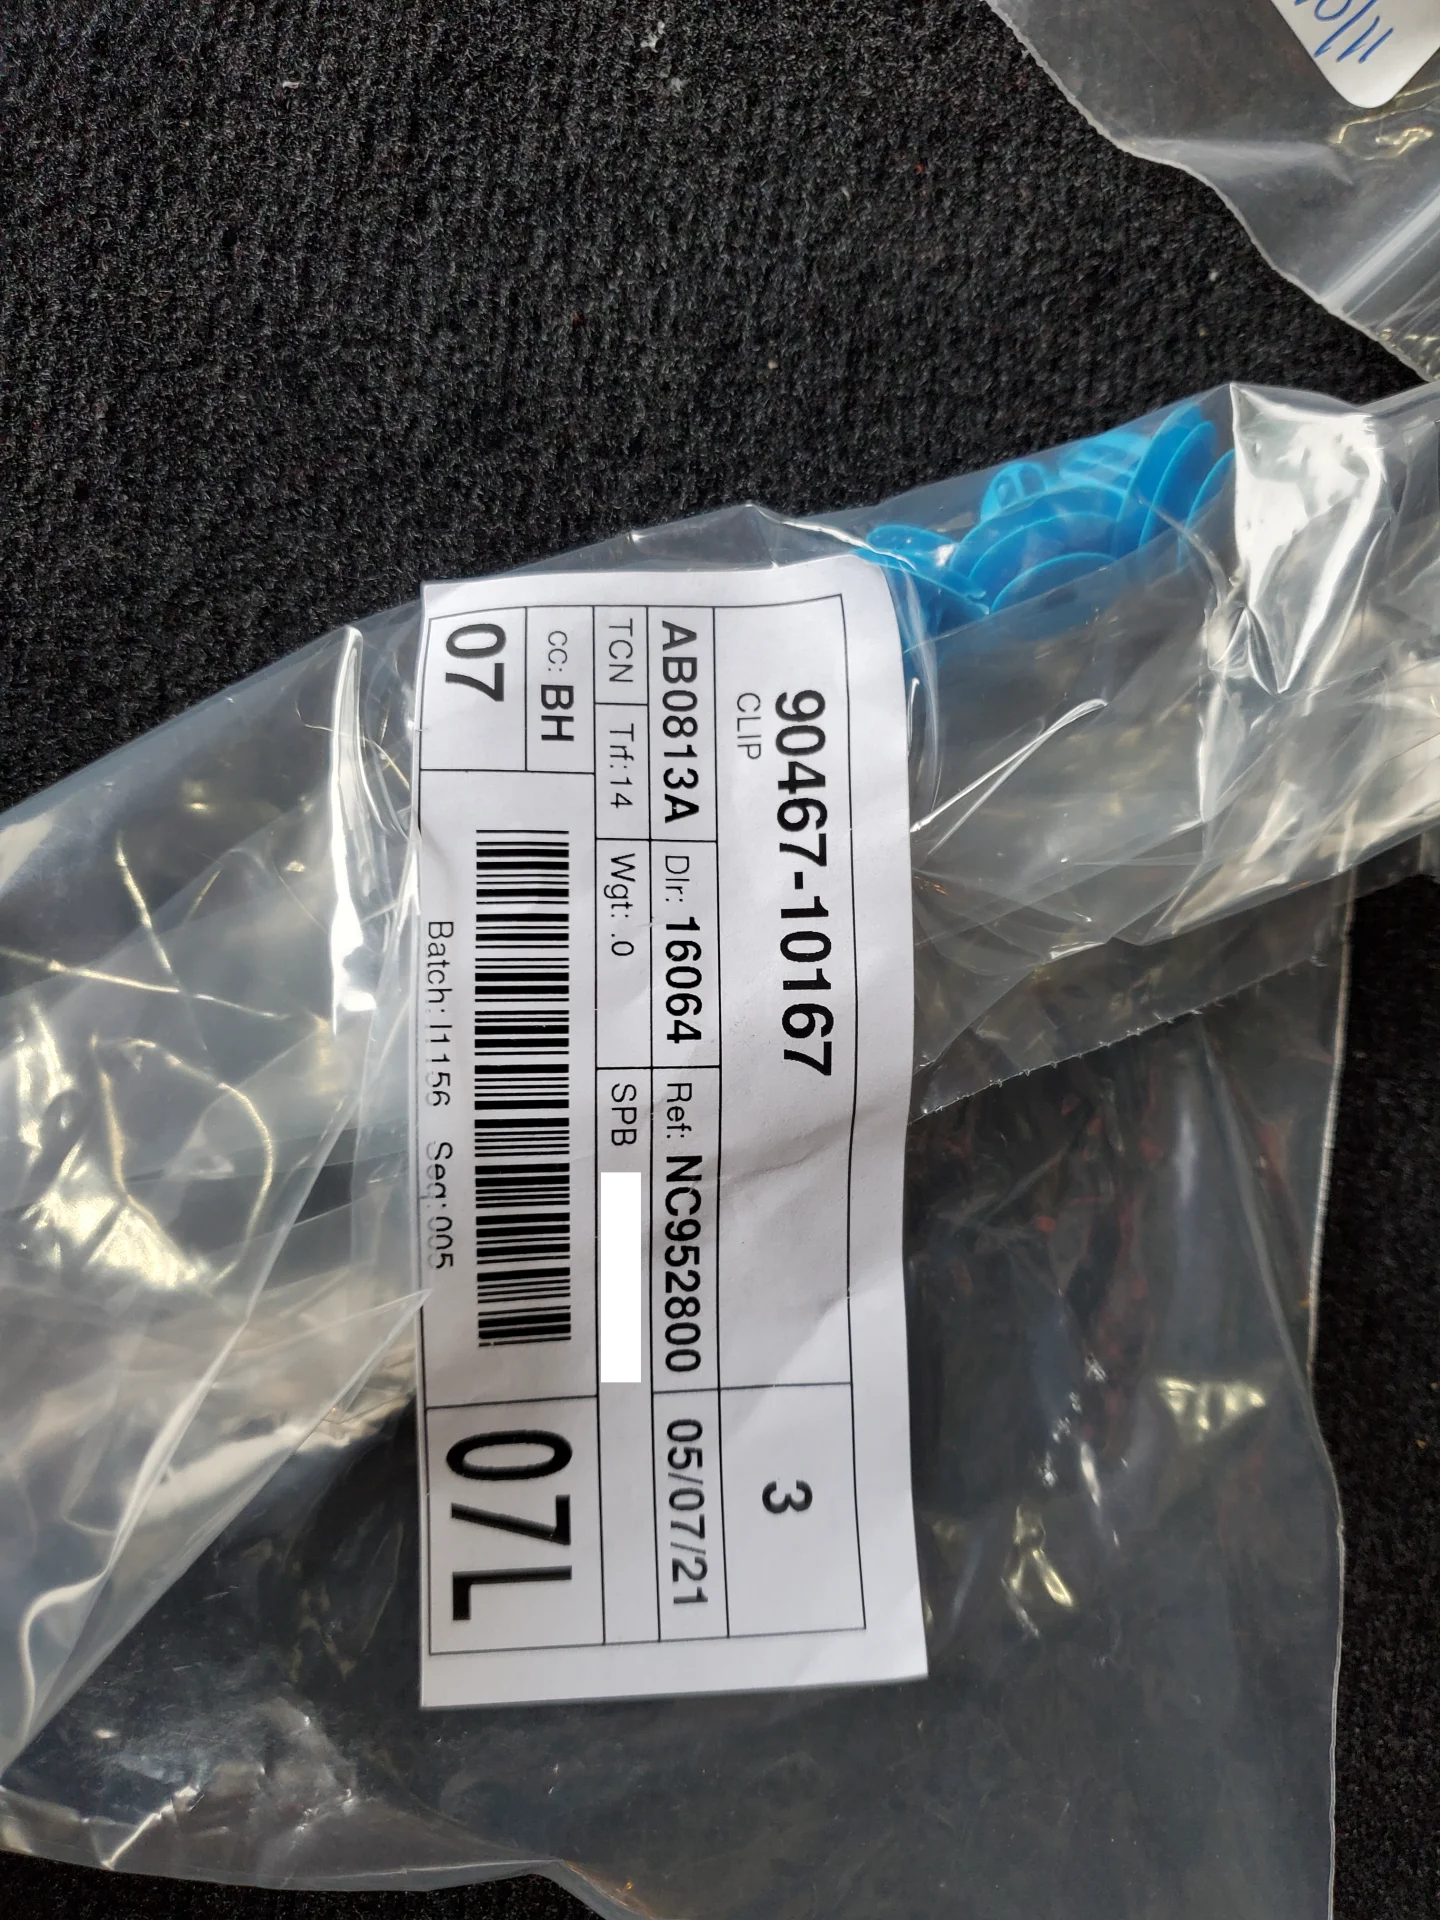 90467-10167 3
CLIP
AB0813A Dlr: 16064 Ref: NC952800 05/07/21
TCN Trf:14 Wgt: .0 SPB
cc: BH
07 07L
Batch: I1156 Seq:005